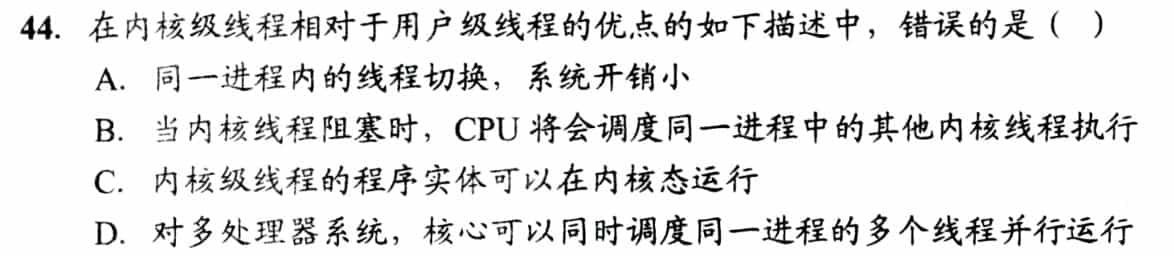 44. 在内核级线程相对于用户级线程的优点的如下描述中，错误的是（ ）
A. 同一进程内的线程切换，系统开销小
B. 当内核线程阻塞时，CPU 将会调度同一进程中的其他内核线程执行
C. 内核级线程的程序实体可以在内核态运行
D. 对多处理器系统，核心可以同时调度同一进程的多个线程并行运行